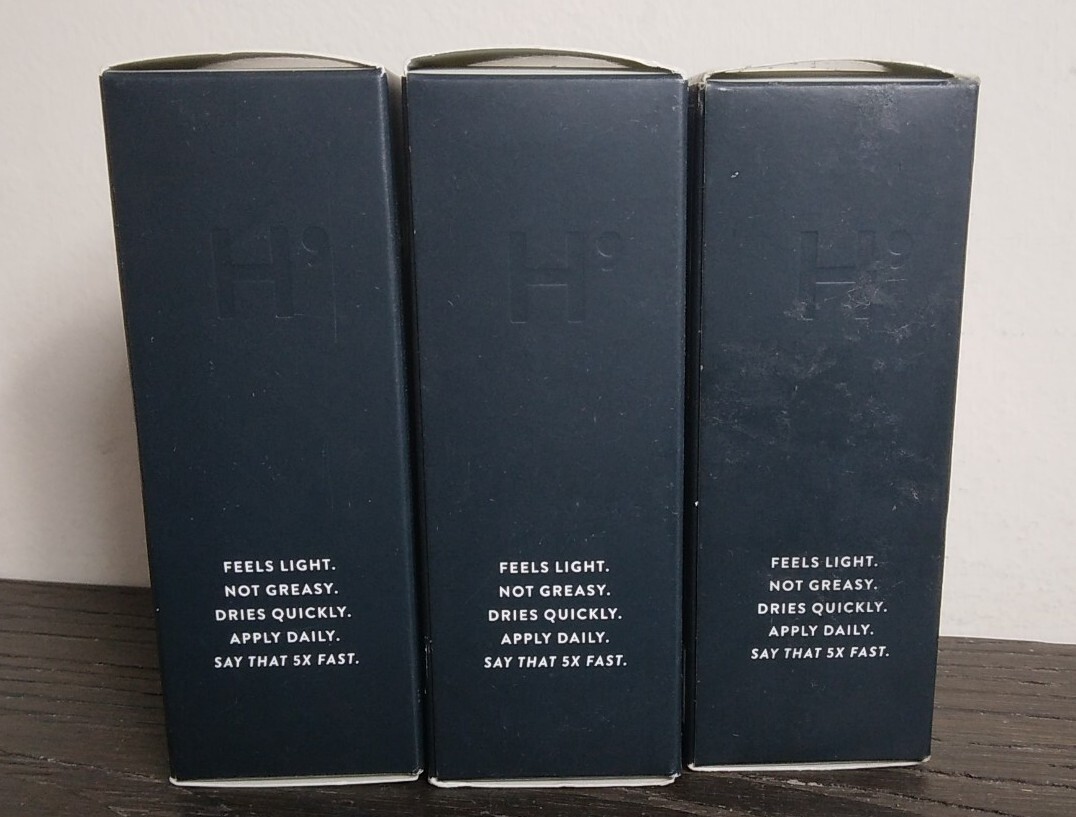 H°
FEELS LIGHT.
NOT GREASY.
DRIES QUICKLY.
APPLY DAILY.
SAY THAT 5X FAST.
H°
FEELS LIGHT.
NOT GREASY.
DRIES QUICKLY.
APPLY DAILY.
SAY THAT 5X FAST.
H°
FEELS LIGHT.
NOT GREASY.
DRIES QUICKLY.
APPLY DAILY.
SAY THAT 5X FAST.